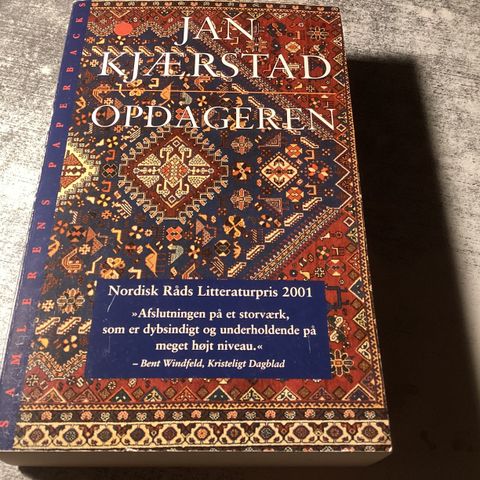 JAN
KJÆRSTAD
OPDAGEREN
Nordisk Råds Litteraturpris 2001
»Afslutningen på et storværk,
som er dybsindigt og underholdende på
meget højt niveau.«
– Bent Windfeld, Kristeligt Dagblad
SAMLERENS PAPERBACKS